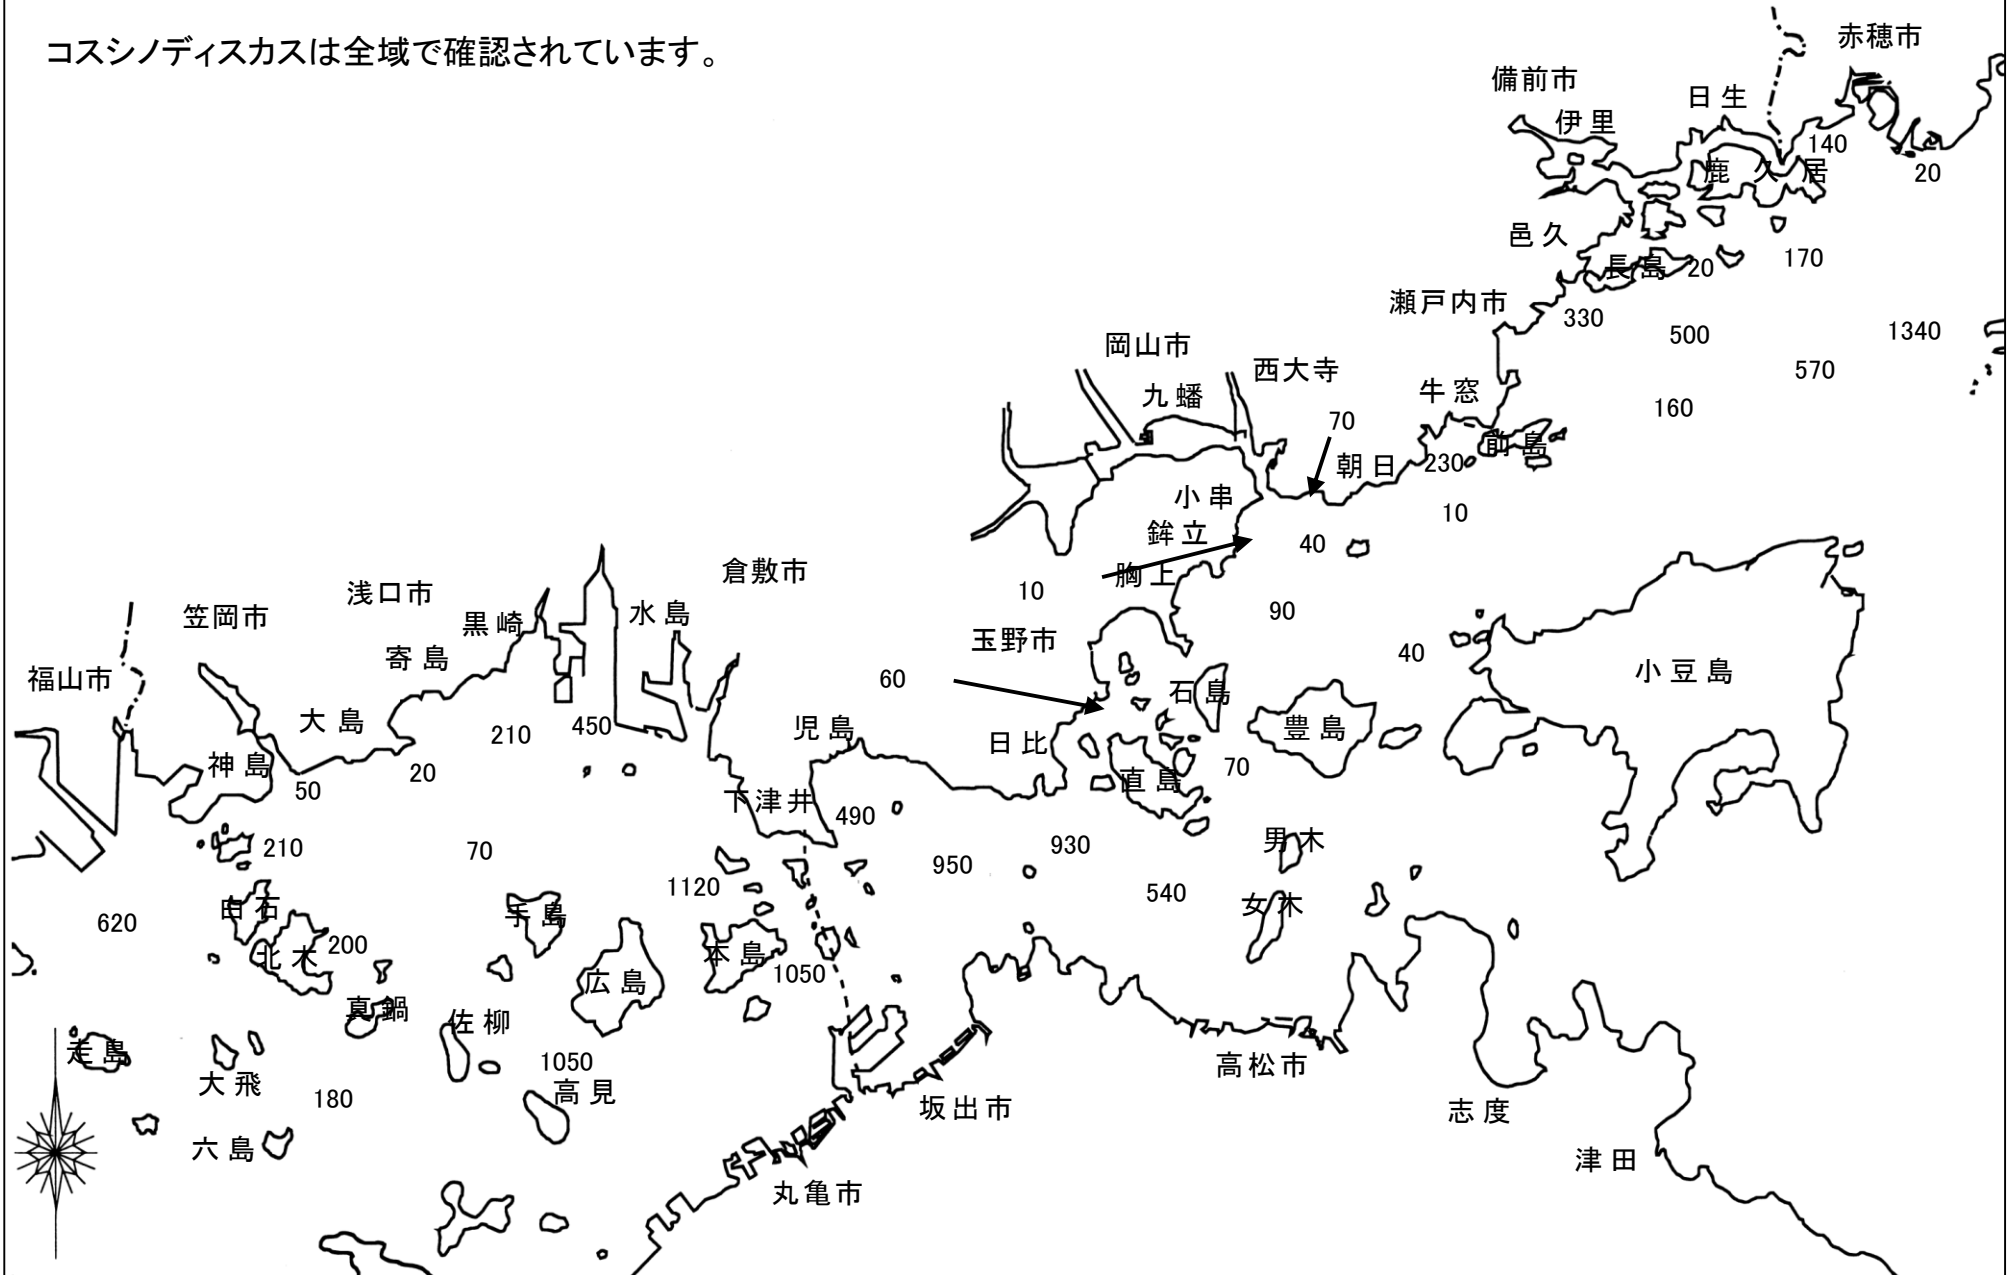 コスシノディスカスは全域で確認されています。
赤穂市
備前市
日生
伊里
140
鹿久居
20
邑久
170
長島
20
瀬戸内市
330
500
1340
岡山市
西大寺
570
九蟠
牛窓
160
70
前島
朝日
230
小串
10
鉾立
40
倉敷市
胸上
浅口市
10
笠岡市
黒崎
水島
90
玉野市
寄島
40
小豆島
福山市
60
石島
大島
児島
豊島
210
450
日比
神島
20
70
直島
50
下津井
490
男木
210
70
930
950
1120
540
白石
手島
女木
620
200
北木
本島
1050
広島
真鍋
佐柳
走島
1050
高松市
大飛
高見
180
坂出市
志度
六島
津田
丸亀市